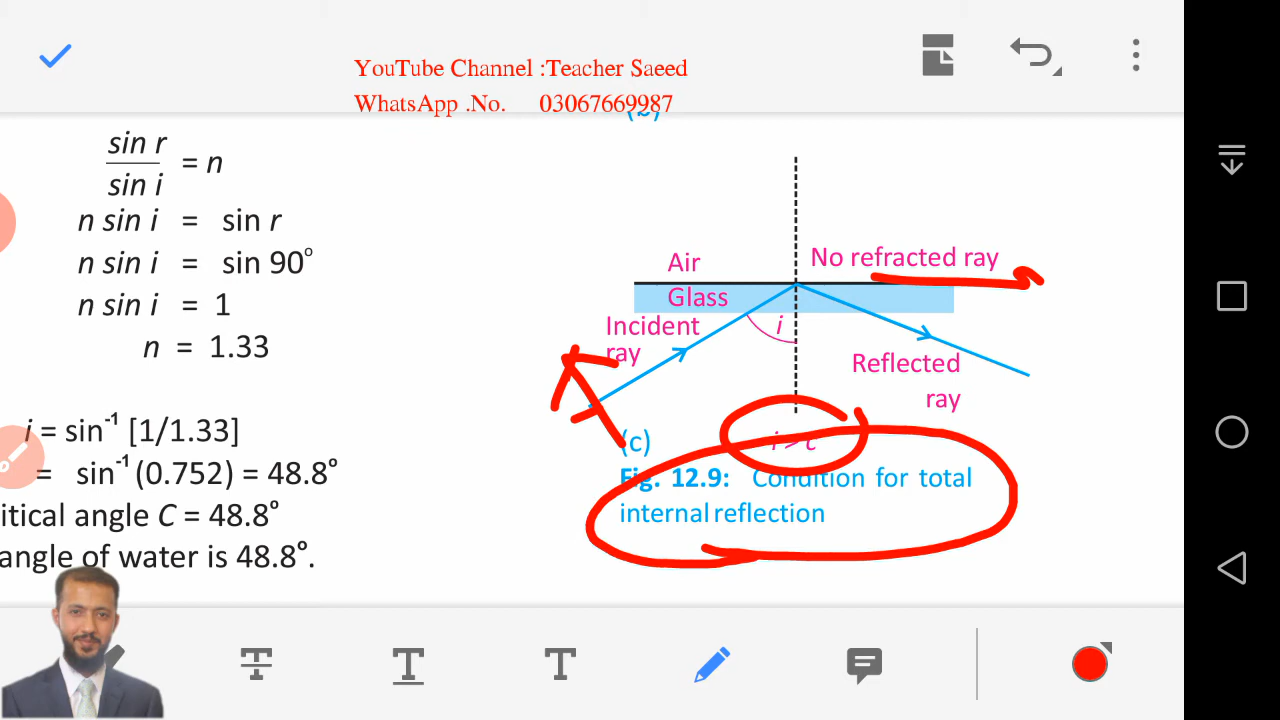 YouTube Channel :Teacher Saeed
WhatsApp .No. 03067669987
sin r
sin i
= n
n sin i = sin r
n sin i = sin 90°
n sin i = 1
n = 1.33
i = sin⁻¹ [1/1.33]
= sin⁻¹ (0.752) = 48.8°
itical angle C = 48.8°
angle of water is 48.8°.
Air
No refracted ray
Glass
Incident
ray
i
Reflected
ray
(c)
i > c
Fig. 12.9: Condition for total
internal reflection
T
T
T